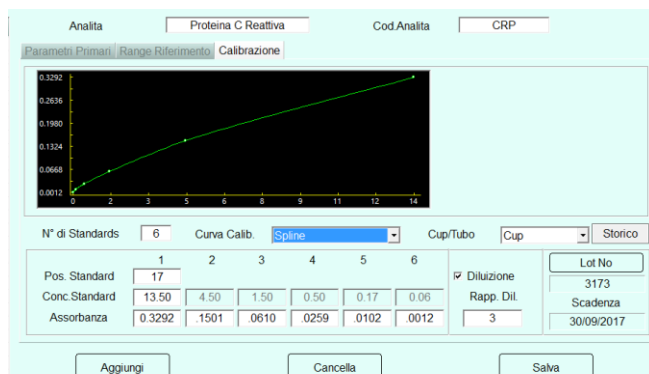 Analita Proteina C Reattiva Cod.Analita CRP
Parametri Primari Range Riferimento Calibrazione
0.3292
0.2636
0.1980
0.1324
0.0668
0.0012
0 2 3 5 6 8 9 11 12 14
N° di Standards 6 Curva Calib. Spline Cup/Tubo Cup Storico
1 2 3 4 5 6
Pos. Standard 17
Conc.Standard 13.50 4.50 1.50 0.50 0.17 0.06
Assorbanza 0.3292 .1501 .0610 .0259 .0102 .0012
Diluizione
Rapp. Dil.
3
Lot No
3173
Scadenza
30/09/2017
Aggiungi Cancella Salva